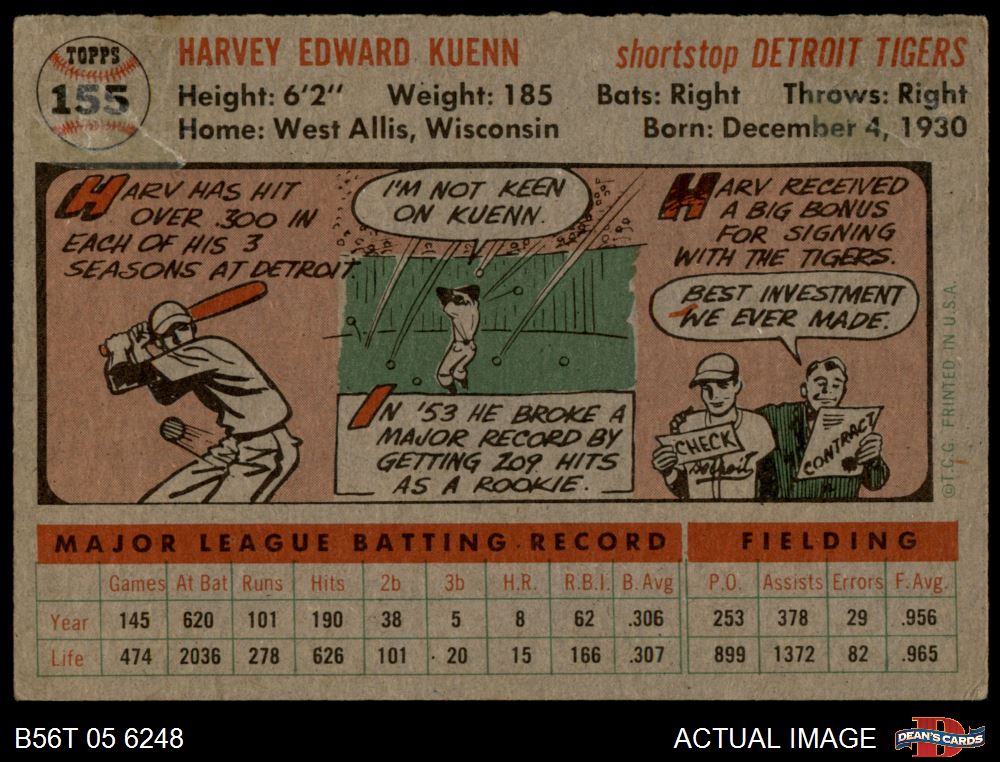 TOPPS
155
HARVEY EDWARD KUENN
shortstop DETROIT TIGERS
Height: 6'2" Weight: 185 Bats: Right Throws: Right
Home: West Allis, Wisconsin Born: December 4, 1930
HARV HAS HIT
OVER .300 IN
EACH OF HIS 3
SEASONS AT DETROIT.
I'M NOT KEEN
ON KUENN.
IN '53 HE BROKE A
MAJOR RECORD BY
GETTING 209 HITS
AS A ROOKIE.
HARV RECEIVED
A BIG BONUS
FOR SIGNING
WITH THE TIGERS.
BEST INVESTMENT
WE EVER MADE.
CHECK
Detroit
CONTRACT
©T.C.G. PRINTED IN U.S.A.
MAJOR LEAGUE BATTING RECORD FIELDING
Games At Bat Runs Hits 2b 3b H.R. R.B.I. B. Avg P.O. Assists Errors F. Avg.
Year 145 620 101 190 38 5 8 62 .306 253 378 29 .956
Life 474 2036 278 626 101 20 15 166 .307 899 1372 82 .965
B56T 05 6248
ACTUAL IMAGE
DEAN'S CARDS